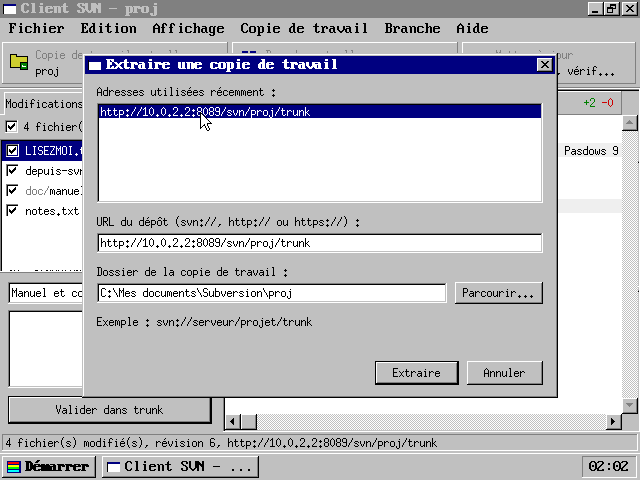 Client SVN - proj
Fichier Edition Affichage Copie de travail Branche Aide
Copie de travail
proj
, vérif...
Extraire une copie de travail
Modifications
Adresses utilisées récemment :
+2 -0
http://10.0.2.2:8089/svn/proj/trunk
4 fichier(
LISEZMOI.t
Pasdows 9
depuis-svn
doc/manuel
notes.txt
URL du dépôt (svn://, http:// ou https://) :
http://10.0.2.2:8089/svn/proj/trunk
Dossier de la copie de travail :
Manuel et co
C:\Mes documents\Subversion\proj
Parcourir...
Exemple : svn://serveur/projet/trunk
Extraire
Annuler
Valider dans trunk
4 fichier(s) modifié(s), révision 6, http://10.0.2.2:8089/svn/proj/trunk
Démarrer
Client SVN - ...
02:02